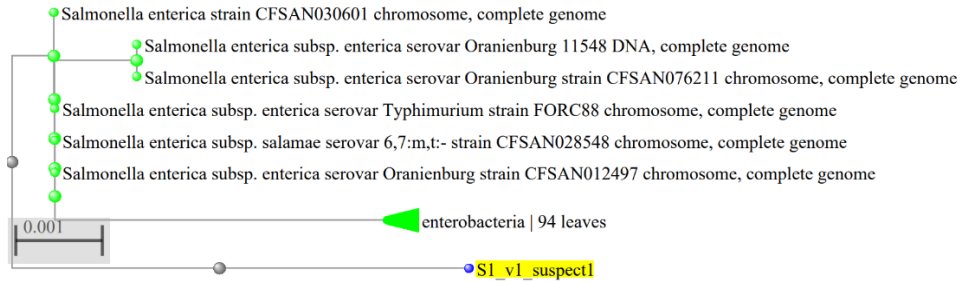 Salmonella enterica strain CFSAN030601 chromosome, complete genome
Salmonella enterica subsp. enterica serovar Oranienburg 11548 DNA, complete genome
Salmonella enterica subsp. enterica serovar Oranienburg strain CFSAN076211 chromosome, complete genome
Salmonella enterica subsp. enterica serovar Typhimurium strain FORC88 chromosome, complete genome
Salmonella enterica subsp. salamae serovar 6,7:m,t:- strain CFSAN028548 chromosome, complete genome
Salmonella enterica subsp. enterica serovar Oranienburg strain CFSAN012497 chromosome, complete genome
enterobacteria | 94 leaves
0.001
S1_v1_suspect1